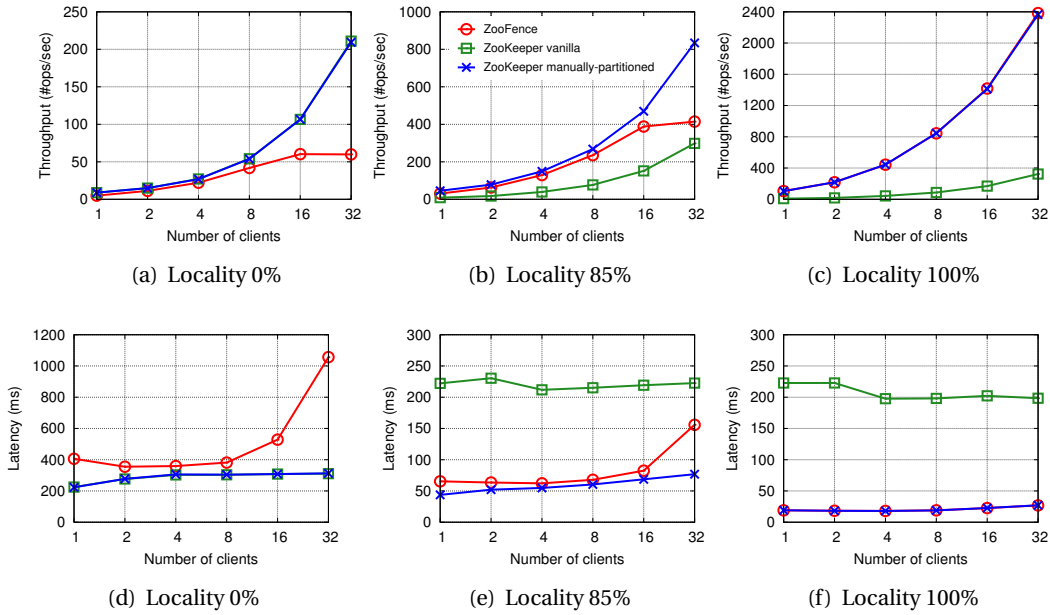 Throughput (#ops/sec)
250
200
150
100
50
0
1 2 4 8 16 32
Number of clients
(a) Locality 0%
Throughput (#ops/sec)
1000
800
600
400
200
0
ZooFence
ZooKeeper vanilla
ZooKeeper manually-partitioned
1 2 4 8 16 32
Number of clients
(b) Locality 85%
Throughput (#ops/sec)
2400
2000
1600
1200
800
400
0
1 2 4 8 16 32
Number of clients
(c) Locality 100%
Latency (ms)
1200
1000
800
600
400
200
0
1 2 4 8 16 32
Number of clients
(d) Locality 0%
Latency (ms)
300
250
200
150
100
50
0
1 2 4 8 16 32
Number of clients
(e) Locality 85%
Latency (ms)
300
250
200
150
100
50
0
1 2 4 8 16 32
Number of clients
(f) Locality 100%